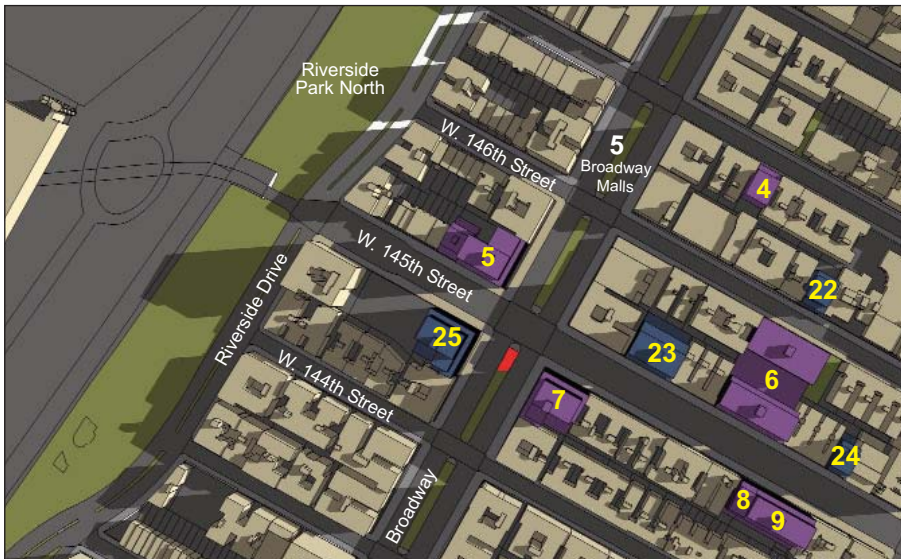 Riverside
Park North
W. 146th Street
5
Broadway
Malls
4
W. 145th Street
5
22
Riverside Drive
25
23
6
W. 144th Street
7
24
Broadway
8
9